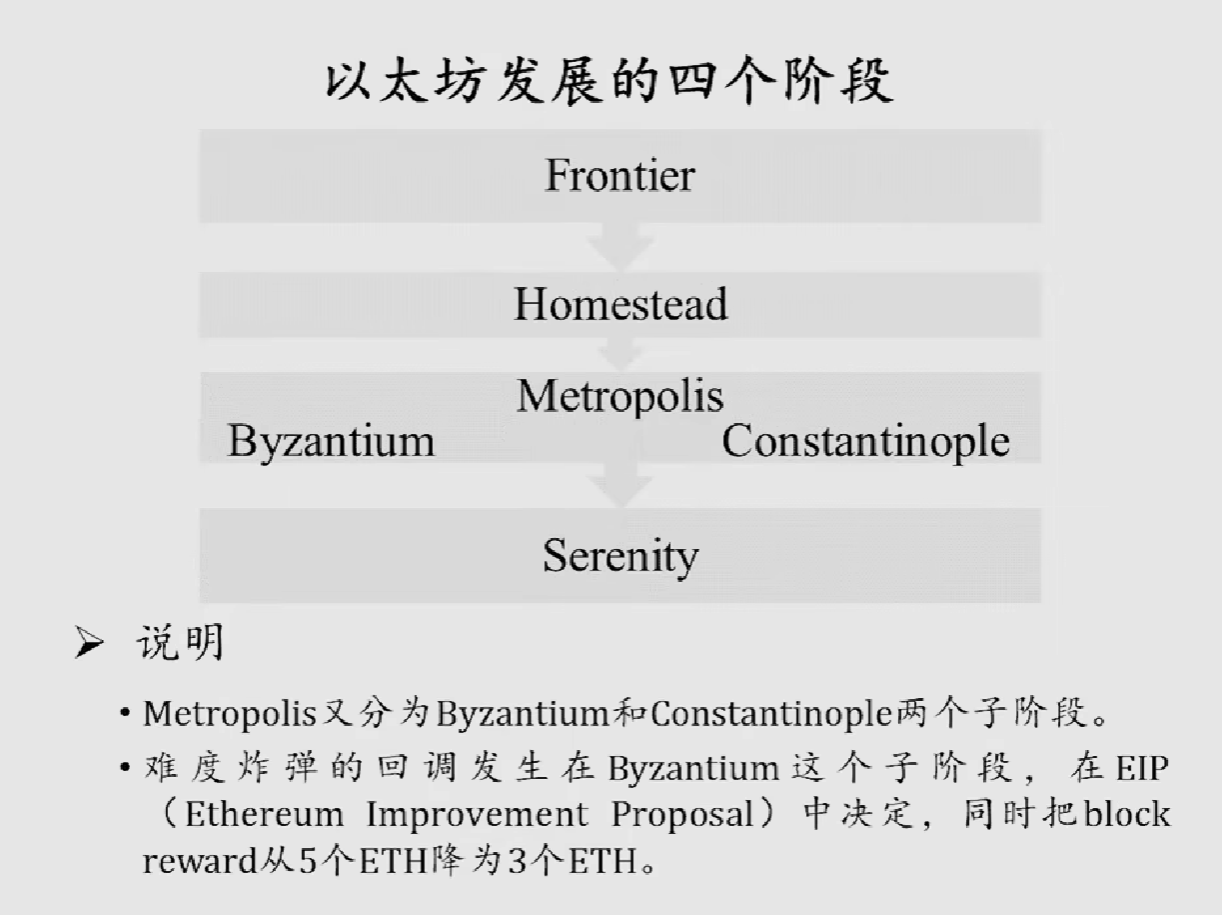 以太坊发展的四个阶段
Frontier
Homestead
Metropolis
Byzantium Constantinople
Serenity
➢ 说明
• Metropolis又分为Byzantium和Constantinople两个子阶段。
• 难度炸弹的回调发生在Byzantium这个子阶段，在EIP
（Ethereum Improvement Proposal）中决定，同时把block
reward从5个ETH降为3个ETH。